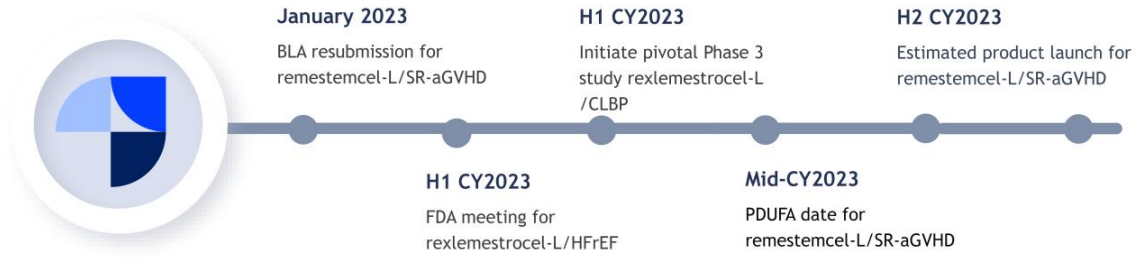 January 2023
BLA resubmission for
remestemcel-L/SR-aGVHD
H1 CY2023
FDA meeting for
rexlemestrocel-L/HFrEF
H1 CY2023
Initiate pivotal Phase 3
study rexlemestrocel-L
/CLBP
Mid-CY2023
PDUFA date for
remestemcel-L/SR-aGVHD
H2 CY2023
Estimated product launch for
remestemcel-L/SR-aGVHD